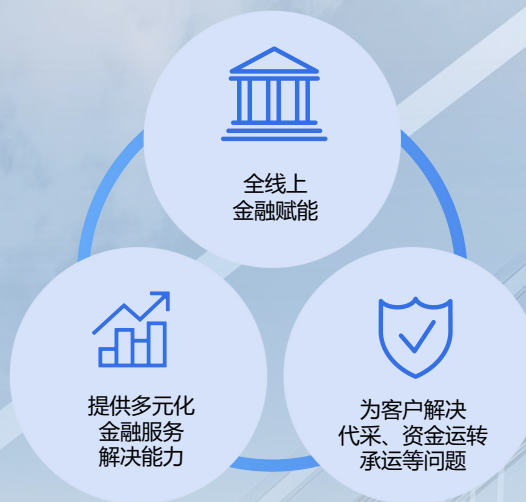 全线上
金融赋能
提供多元化
金融服务
解决能力
为客户解决
代采、资金运转
承运等问题